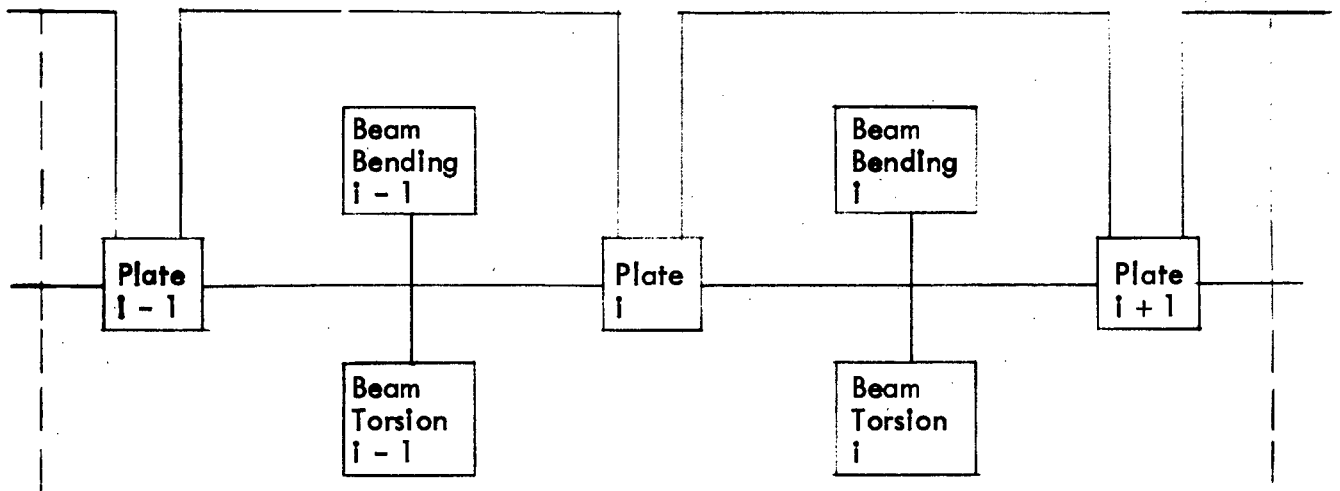 Beam
Bending
i - 1
Beam
Bending
i
Plate
i - 1
Plate
i
Plate
i + 1
Beam
Torsion
i - 1
Beam
Torsion
i